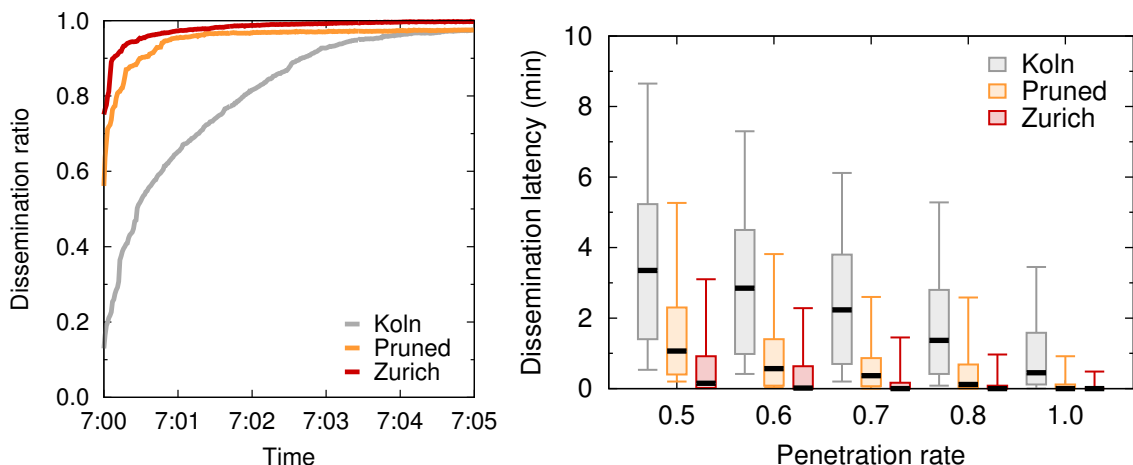 Dissemination ratio
1.0
0.8
0.6
0.4
0.2
0.0
7:00 7:01 7:02 7:03 7:04 7:05
Time
Koln
Pruned
Zurich
Dissemination latency (min)
10
8
6
4
2
0
0.5 0.6 0.7 0.8 1.0
Penetration rate
Koln
Pruned
Zurich